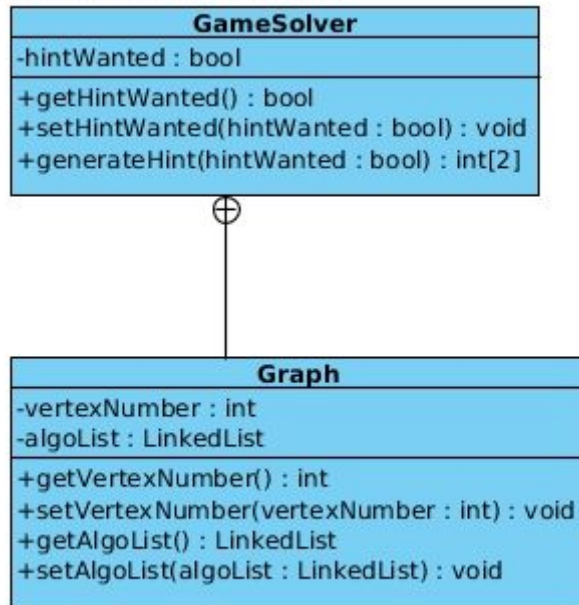 GameSolver
-hintWanted : bool
+getHintWanted() : bool
+setHintWanted(hintWanted : bool) : void
+generateHint(hintWanted : bool) : int[2]
Graph
-vertexNumber : int
-algoList : LinkedList
+getVertexNumber() : int
+setVertexNumber(vertexNumber : int) : void
+getAlgoList() : LinkedList
+setAlgoList(algoList : LinkedList) : void